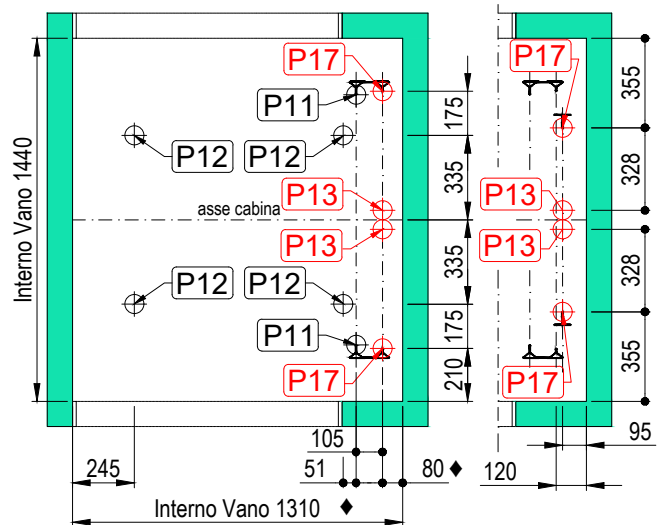 P17
P17
P11
P12
P12
asse cabina
P13
P13
P13
P13
P12
P12
P11
P17
P17
Interno Vano 1440
175
335
335
175
210
355
328
328
355
105
51
80 ♦
245
Interno Vano 1310 ♦
95
120